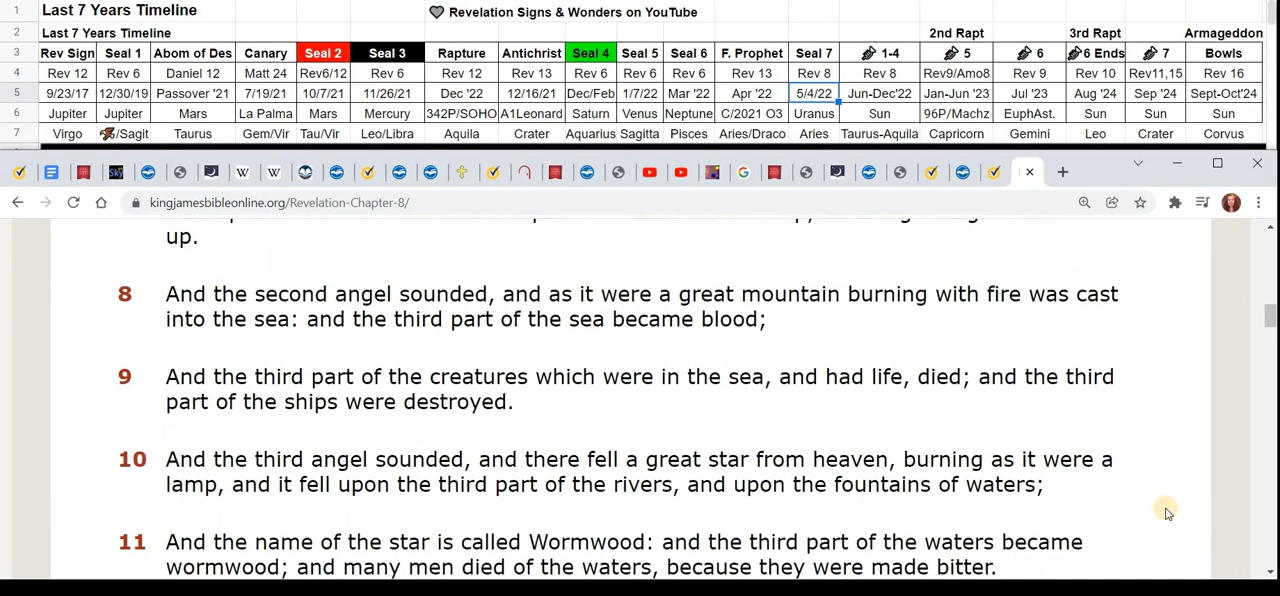 1 Last 7 Years Timeline Revelation Signs & Wonders on YouTube
2 Last 7 Years Timeline 2nd Rapt 3rd Rapt Armageddon
3 Rev Sign Seal 1 Abom of Des Canary Seal 2 Seal 3 Rapture Antichrist Seal 4 Seal 5 Seal 6 F. Prophet Seal 7 1-4 5 6 6 Ends 7 Bowls
4 Rev 12 Rev 6 Daniel 12 Matt 24 Rev6/12 Rev 6 Rev 12 Rev 13 Rev 6 Rev 6 Rev 6 Rev 13 Rev 8 Rev 8 Rev9/Amo8 Rev 9 Rev 10 Rev11,15 Rev 16
5 9/23/17 12/30/19 Passover '21 7/19/21 10/7/21 11/26/21 Dec '22 12/16/21 Dec/Feb 1/7/22 Mar '22 Apr '22 5/4/22 Jun-Dec'22 Jan-Jun '23 Jul '23 Aug '24 Sep '24 Sept-Oct'24
6 Jupiter Jupiter Mars La Palma Mars Mercury 342P/SOHO A1Leonard Saturn Venus Neptune C/2021 O3 Uranus Sun 96P/Machz EuphAst. Sun Sun Sun
7 Virgo /Sagit Taurus Gem/Vir Tau/Vir Leo/Libra Aquila Crater Aquarius Sagitta Pisces Aries/Draco Aries Taurus-Aquila Capricorn Gemini Leo Crater Corvus
kingjamesbibleonline.org/Revelation-Chapter-8/
up.
8 And the second angel sounded, and as it were a great mountain burning with fire was cast
into the sea: and the third part of the sea became blood;
9 And the third part of the creatures which were in the sea, and had life, died; and the third
part of the ships were destroyed.
10 And the third angel sounded, and there fell a great star from heaven, burning as it were a
lamp, and it fell upon the third part of the rivers, and upon the fountains of waters;
11 And the name of the star is called Wormwood: and the third part of the waters became
wormwood; and many men died of the waters, because they were made bitter.